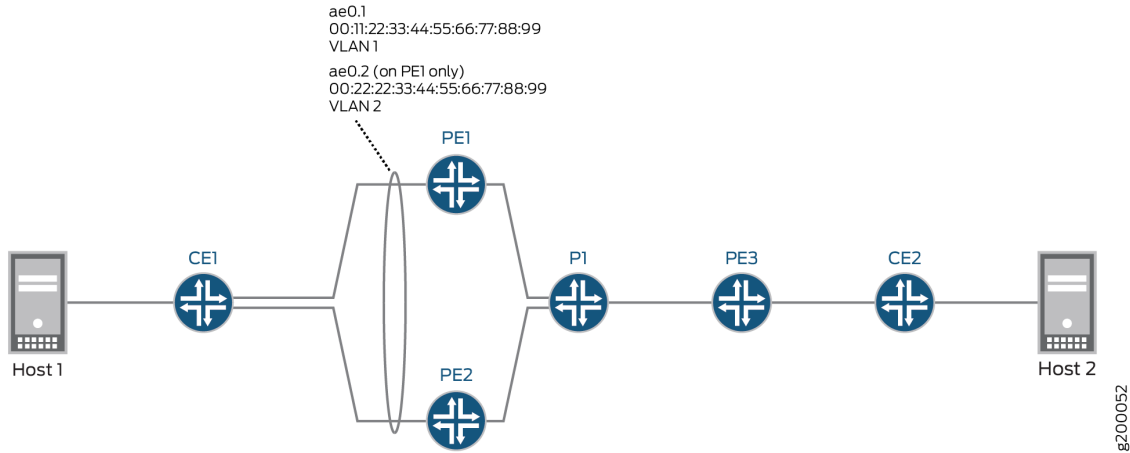 ae0.1
00:11:22:33:44:55:66:77:88:99
VLAN 1
ae0.2 (on PE1 only)
00:22:22:33:44:55:66:77:88:99
VLAN 2
PE1
CE1
P1
PE3
CE2
Host 1
PE2
Host 2
g200052